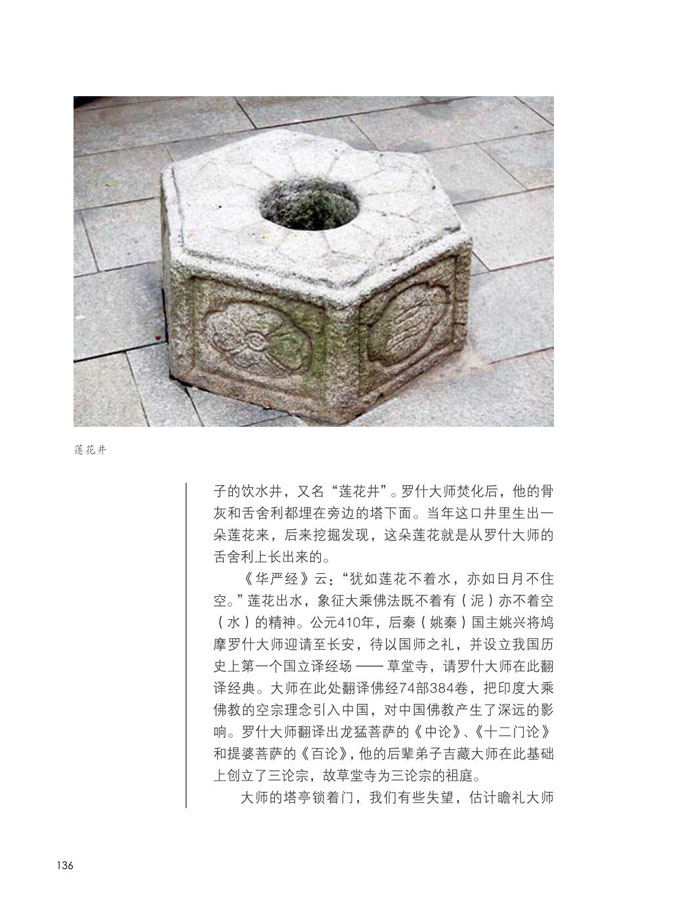 莲花井
子的饮水井，又名“莲花井”。罗什大师焚化后，他的骨
灰和舌舍利都埋在旁边的塔下面。当年这口井里生出一
朵莲花来，后来挖掘发现，这朵莲花就是从罗什大师的
舌舍利上长出来的。
《华严经》云：“犹如莲花不着水，亦如日月不住
空。”莲花出水，象征大乘佛法既不着有（泥）亦不着空
（水）的精神。公元410年，后秦（姚秦）国主姚兴将鸠
摩罗什大师迎请至长安，待以国师之礼，并设立我国历
史上第一个国立译经场——草堂寺，请罗什大师在此翻
译经典。大师在此处翻译佛经74部384卷，把印度大乘
佛教的空宗理念引入中国，对中国佛教产生了深远的影
响。罗什大师翻译出龙猛菩萨的《中论》、《十二门论》
和提婆菩萨的《百论》，他的后辈弟子吉藏大师在此基础
上创立了三论宗，故草堂寺为三论宗的祖庭。
大师的塔亭锁着门，我们有些失望，估计瞻礼大师
136